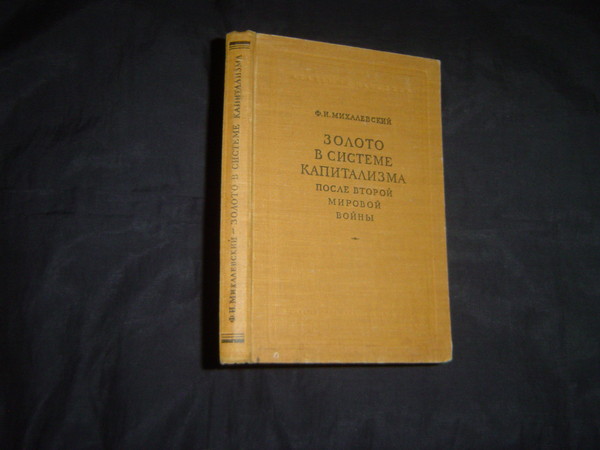 Ф. И. МИХАЛЕВСКИЙ
ЗОЛОТО
В СИСТЕМЕ
КАПИТАЛИЗМА
ПОСЛЕ ВТОРОЙ
МИРОВОЙ
ВОЙНЫ
Ф. И. МИХАЛЕВСКИЙ – ЗОЛОТО В СИСТЕМЕ КАПИТАЛИЗМА